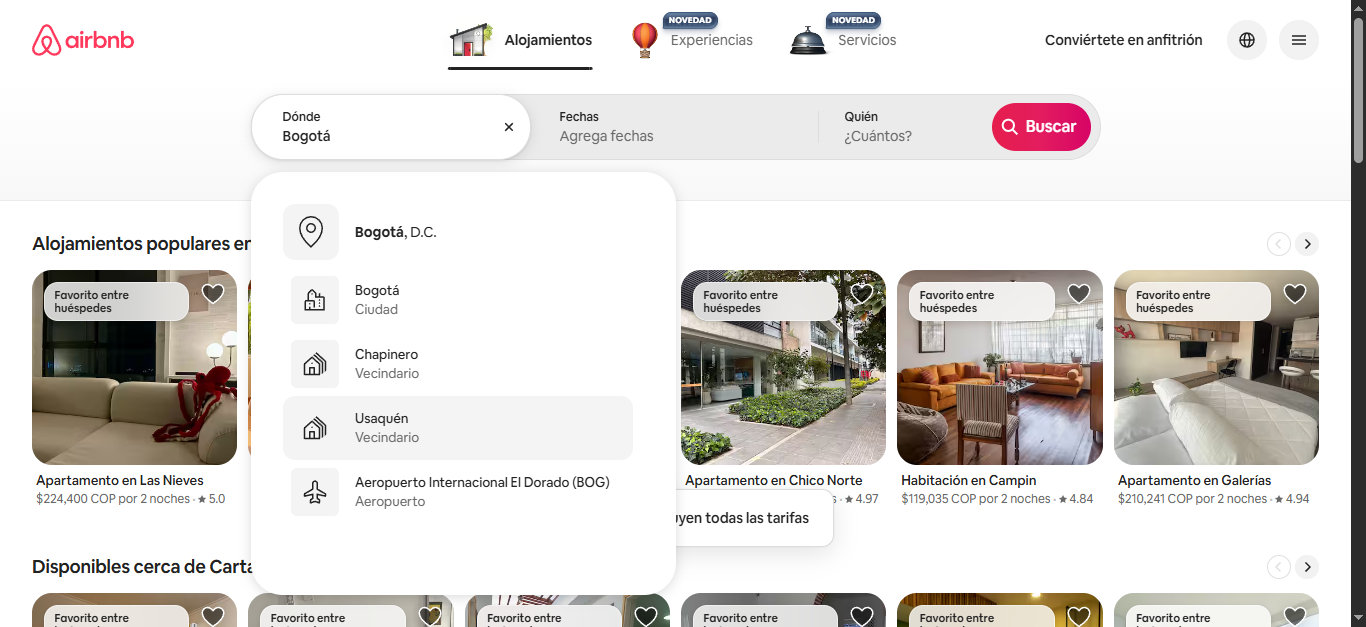 airbnb
Alojamientos
NOVEDAD
Experiencias
NOVEDAD
Servicios
Conviértete en anfitrión
Dónde
Bogotá
Fechas
Agrega fechas
Quién
¿Cuántos?
Buscar
Bogotá, D.C.
Bogotá
Ciudad
Chapinero
Vecindario
Usaquén
Vecindario
Aeropuerto Internacional El Dorado (BOG)
Aeropuerto
Alojamientos populares
Favorito entre
huéspedes
Favorito entre
huéspedes
Favorito entre
huéspedes
Favorito entre
huéspedes
Apartamento en Las Nieves
$224,400 COP por 2 noches · ★ 5.0
Apartamento en Chico Norte
★ 4.97
Habitación en Campin
$119,035 COP por 2 noches · ★ 4.84
Apartamento en Galerías
$210,241 COP por 2 noches · ★ 4.94
todas las tarifas
Disponibles cerca de
Favorito entre
Favorito entre
Favorito entre
Favorito entre
Favorito entre
Favorito entre